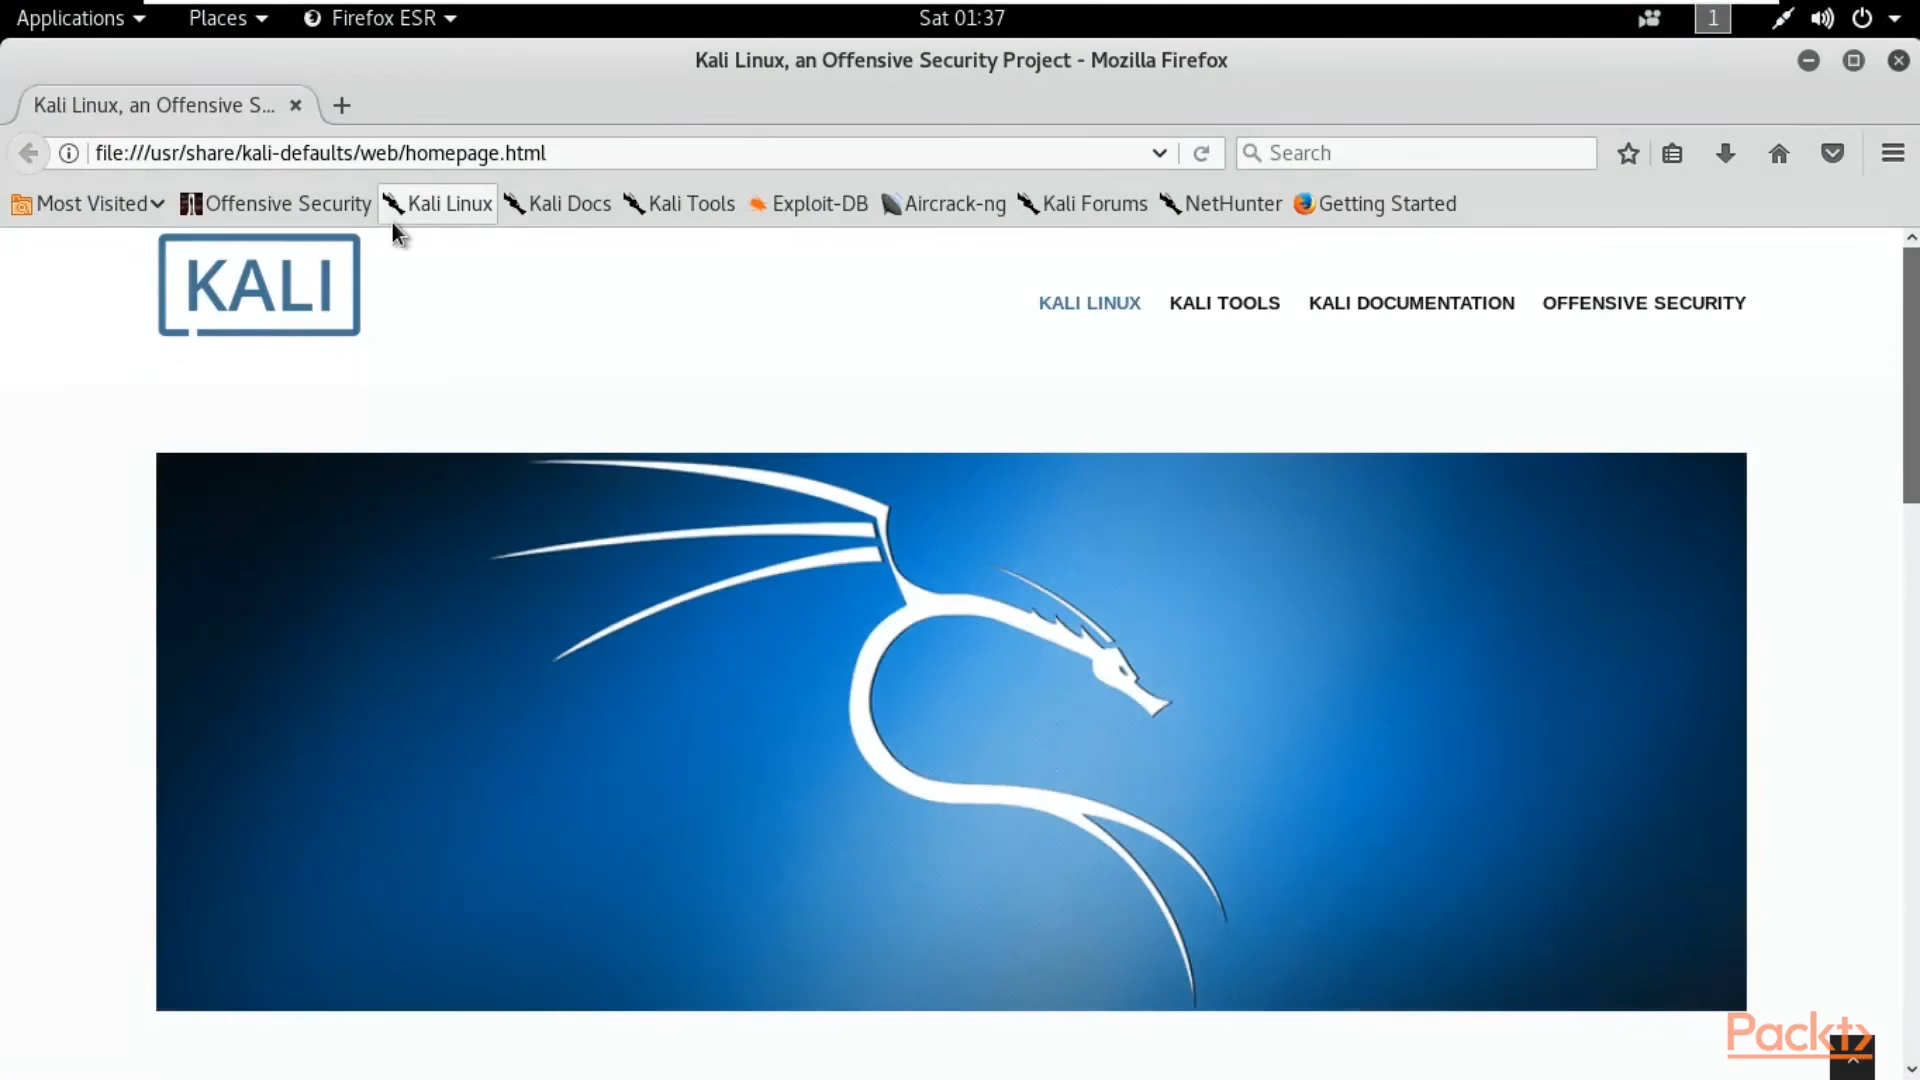 Applications Places Firefox ESR Sat 01:37 1
Kali Linux, an Offensive Security Project - Mozilla Firefox
Kali Linux, an Offensive S...
file:///usr/share/kali-defaults/web/homepage.html Search
Most Visited Offensive Security Kali Linux Kali Docs Kali Tools Exploit-DB Aircrack-ng Kali Forums NetHunter Getting Started
KALI
KALI LINUX KALI TOOLS KALI DOCUMENTATION OFFENSIVE SECURITY
Packt